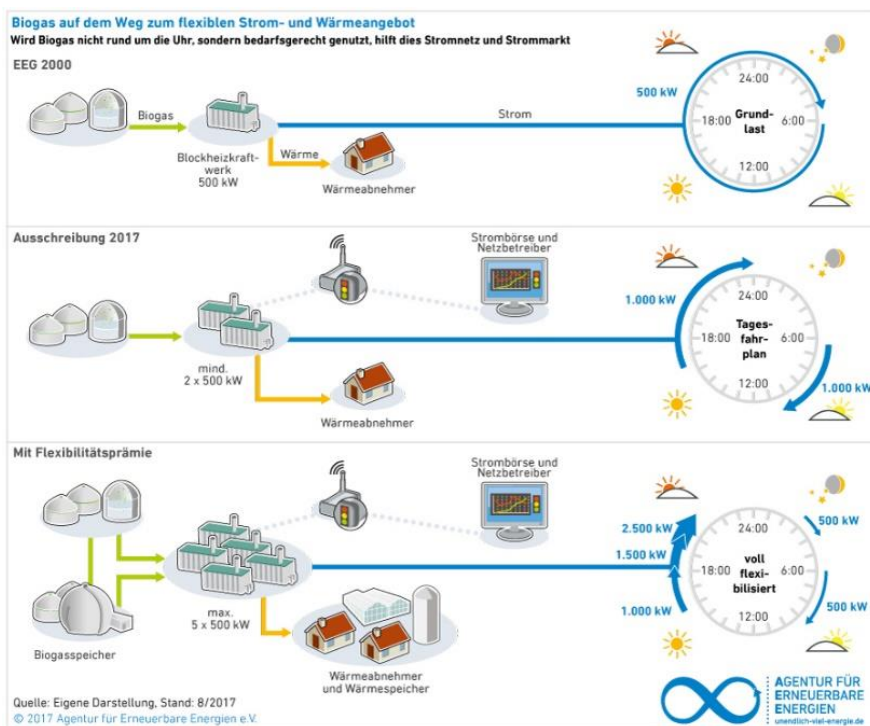 Biogas auf dem Weg zum flexiblen Strom- und Wärmeangebot
Wird Biogas nicht rund um die Uhr, sondern bedarfsgerecht genutzt, hilft dies Stromnetz und Strommarkt
EEG 2000
Biogas
Blockheizkraft-
werk
500 kW
Wärme
Wärmeabnehmer
Strom
500 kW
24:00
18:00
Grund-
last
6:00
12:00
Ausschreibung 2017
mind.
2 x 500 kW
Wärmeabnehmer
Strombörse und
Netzbetreiber
1.000 kW
24:00
18:00
Tages-
fahr-
plan
6:00
12:00
1.000 kW
Mit Flexibilitätsprämie
Biogasspeicher
max.
5 x 500 kW
Wärmeabnehmer
und Wärmespeicher
Strombörse und
Netzbetreiber
2.500 kW
1.500 kW
1.000 kW
24:00
18:00
voll
flexi-
bilisiert
6:00
12:00
500 kW
500 kW
Quelle: Eigene Darstellung, Stand: 8/2017
© 2017 Agentur für Erneuerbare Energien e.V.
AGENTUR FÜR
ERNEUERBARE
ENERGIEN
unendlich-viel-energie.de